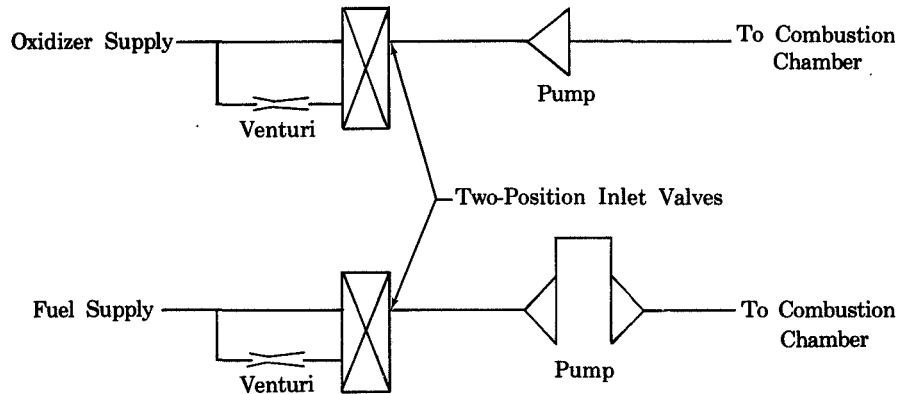 Oxidizer Supply
To Combustion
Chamber
Pump
Venturi
Two-Position Inlet Valves
Fuel Supply
To Combustion
Chamber
Pump
Venturi